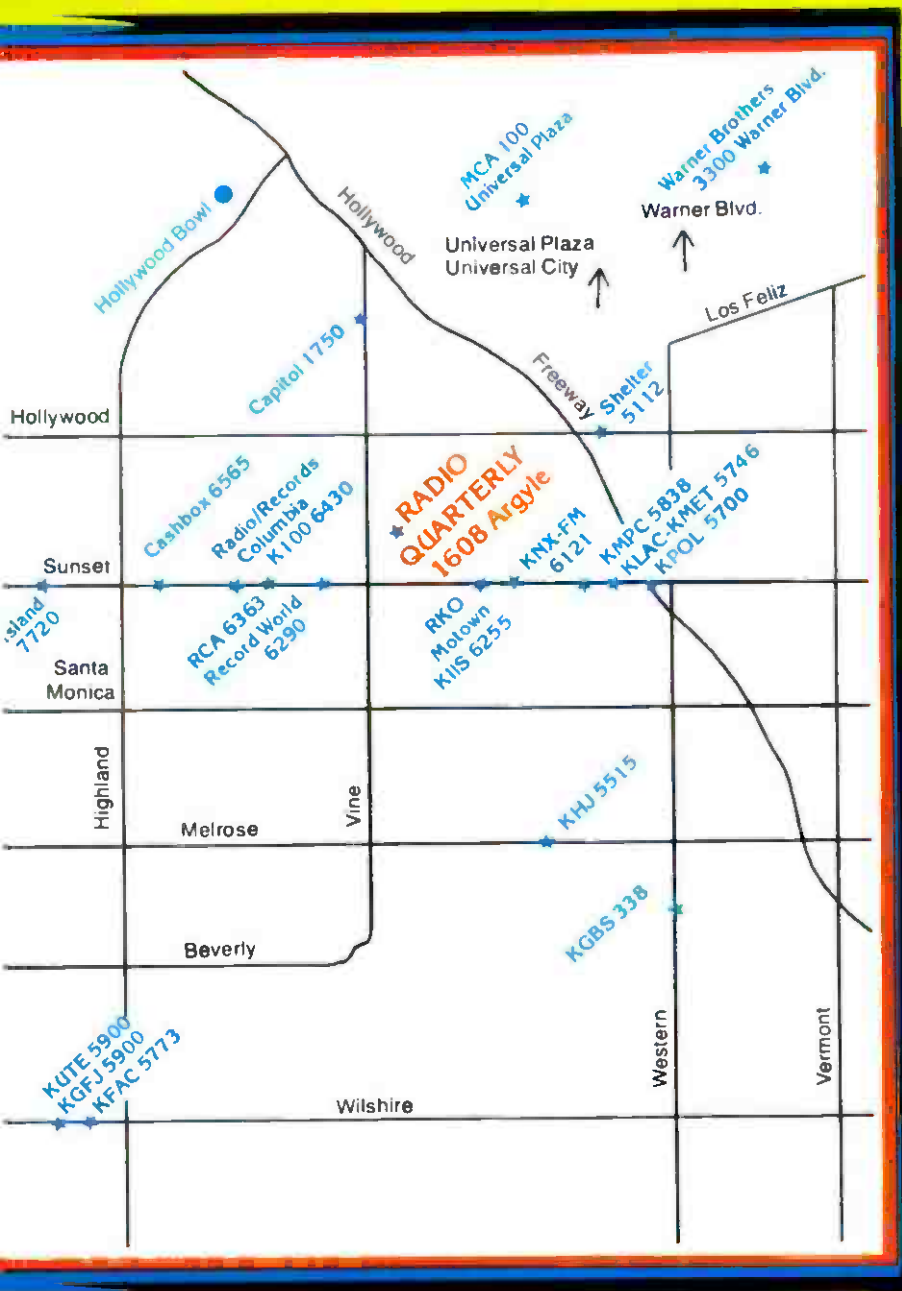 MCA 100
Universal Plaza
Warner Brothers
3300 Warner Blvd.
Warner Blvd.
Hollywood Bowl
Hollywood
Freeway
Universal Plaza
Universal City
Los Feliz
Capitol 1750
Shelter
5112
Hollywood
Cashbox 6565
Radio/Records
Columbia
K100 6430
RADIO
QUARTERLY
1608 Argyle
KNX-FM
6121
KMPC 5838
KLAC-KMET 5746
KPOL 5700
Sunset
sland
7720
RCA 6363
Record World
6290
RKO
Motown
KIIS 6255
Santa
Monica
Highland
Vine
Melrose
KHJ 5515
KGBS 338
Beverly
Western
Vermont
KUTE 5900
KGFJ 5900
KFAC 5773
Wilshire